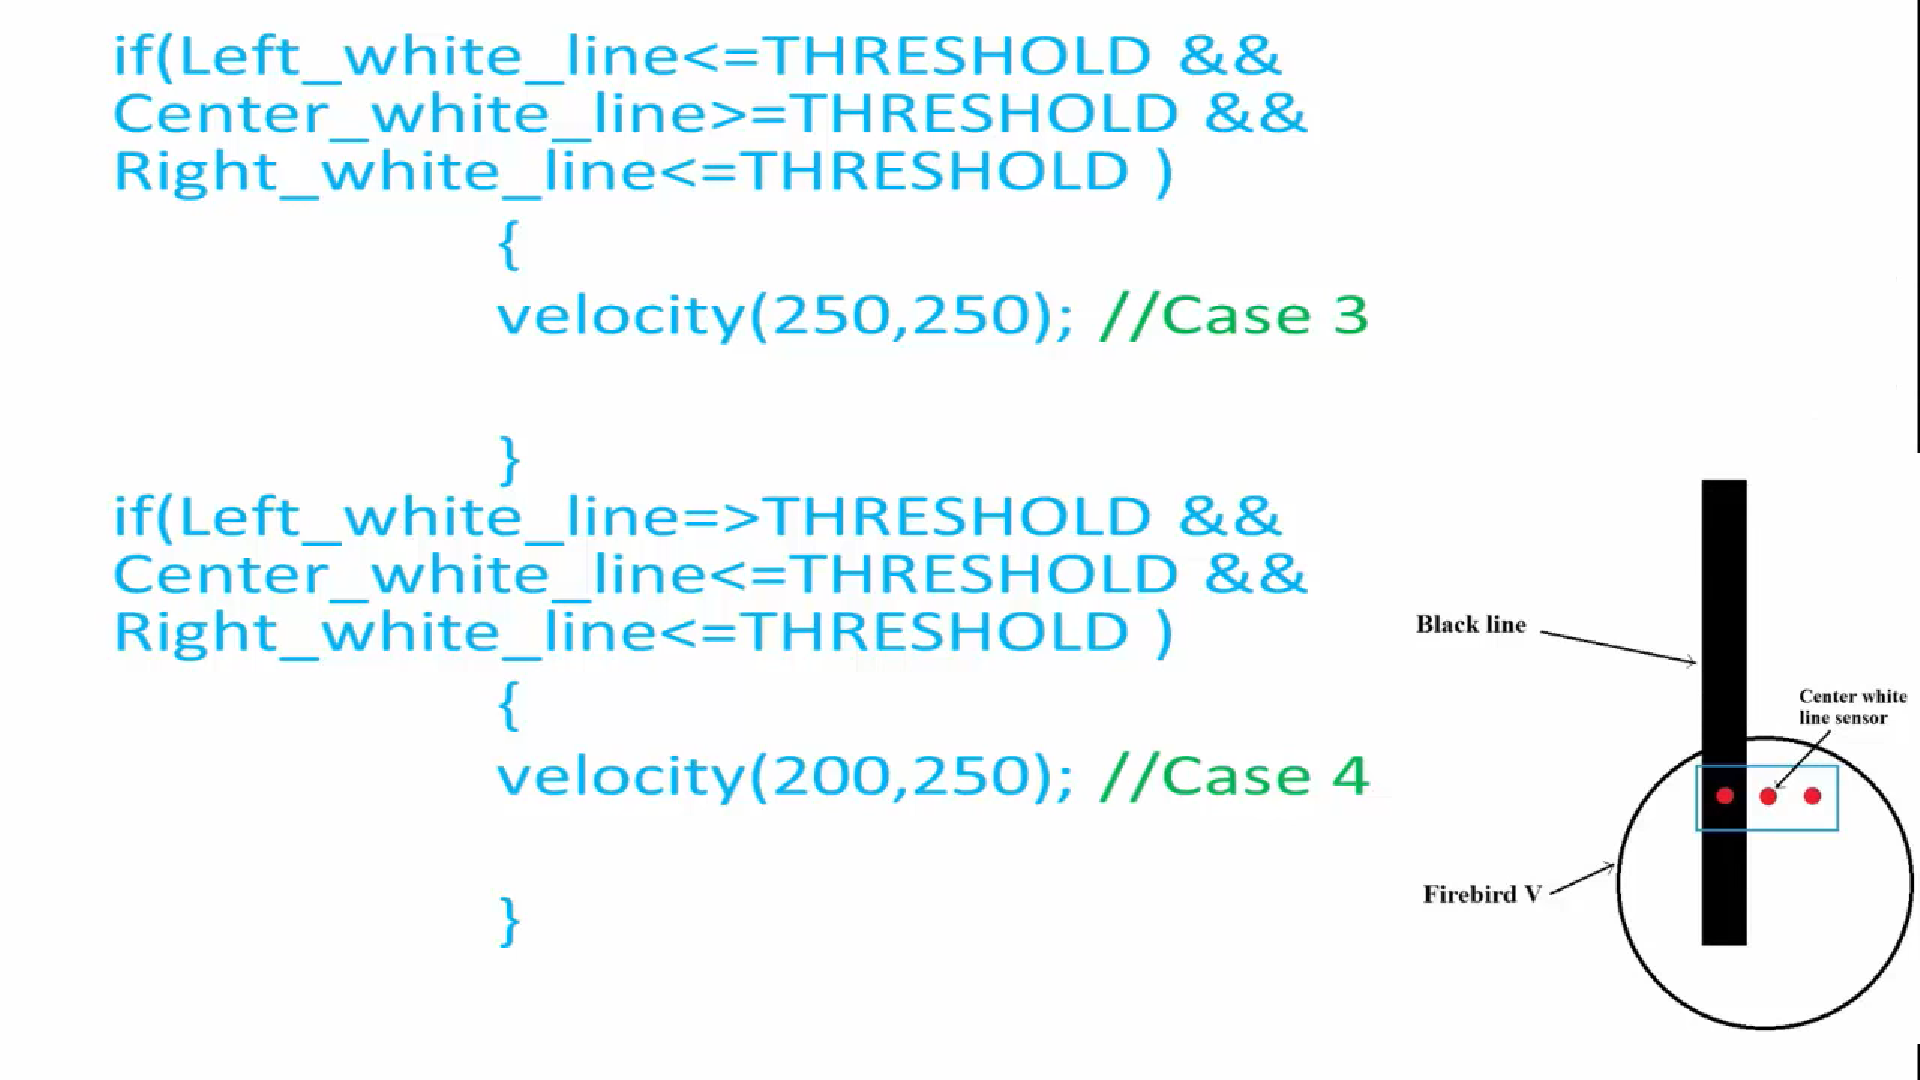 if(Left_white_line<=THRESHOLD &&
Center_white_line>=THRESHOLD &&
Right_white_line<=THRESHOLD )
{
velocity(250,250); //Case 3
}
if(Left_white_line=>THRESHOLD &&
Center_white_line<=THRESHOLD &&
Right_white_line<=THRESHOLD )
{
velocity(200,250); //Case 4
}
Black line
Center white
line sensor
Firebird V